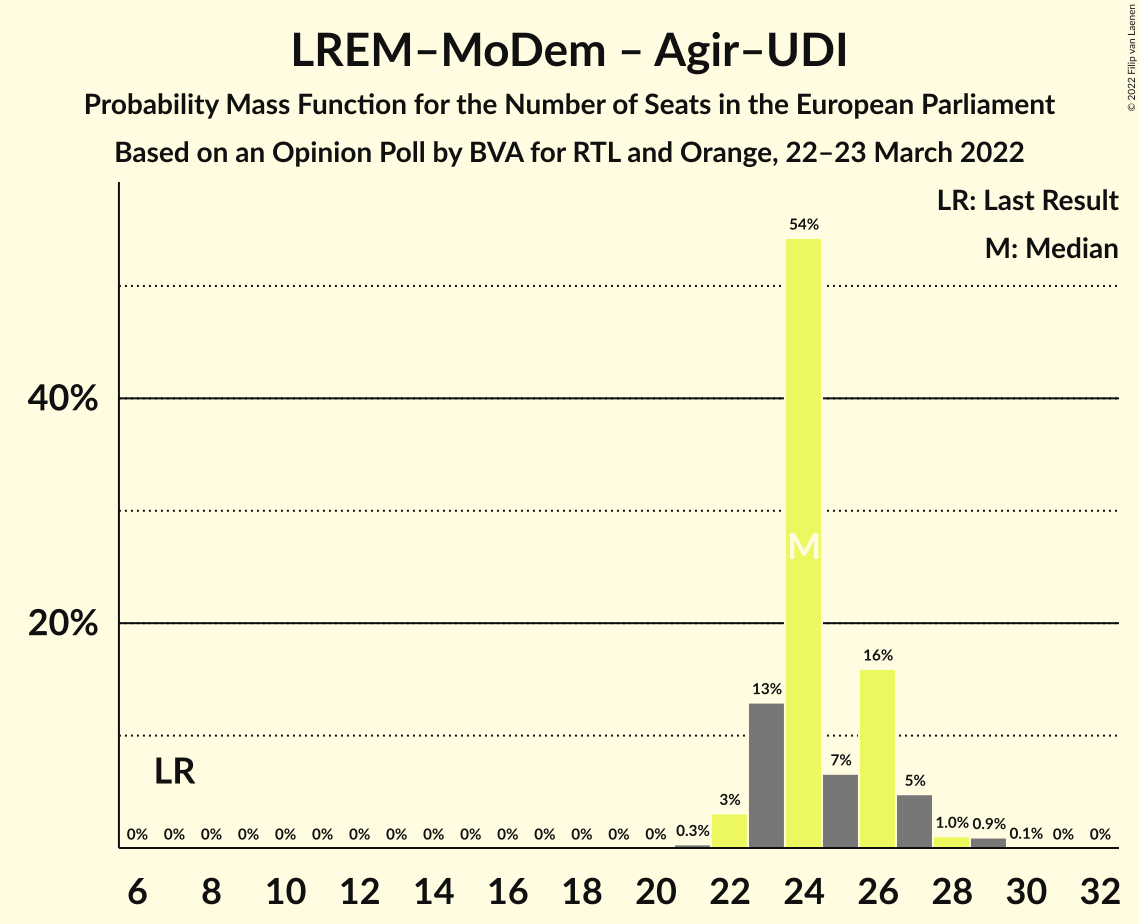 LREM–MoDem – Agir–UDI
Probability Mass Function for the Number of Seats in the European Parliament
Based on an Opinion Poll by BVA for RTL and Orange, 22–23 March 2022
© 2022 Filip van Laenen
LR: Last Result
M: Median
54%
40%
M
20%
16%
13%
LR
7%
5%
3%
0% 0% 0% 0% 0% 0% 0% 0% 0% 0% 0% 0% 0% 0% 0% 0.3% 1.0% 0.9% 0.1% 0% 0%
6 8 10 12 14 16 18 20 22 24 26 28 30 32